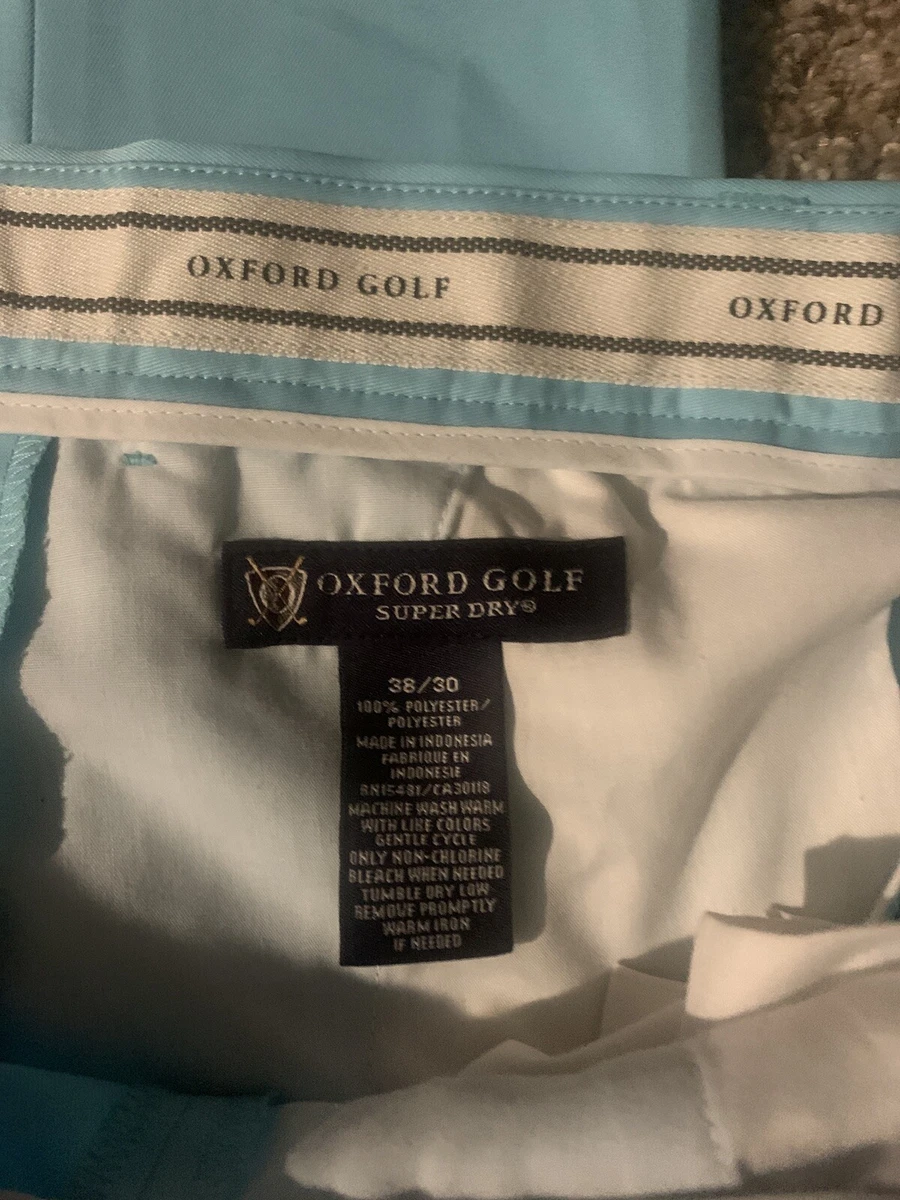 OXFORD GOLF
OXFORD
OXFORD GOLF
SUPER DRY®
38/30
100% POLYESTER/
POLYESTER
MADE IN INDONESIA
FABRIQUE EN
INDONESIE
RN15481/CA30118
MACHINE WASH WARM
WITH LIKE COLORS
GENTLE CYCLE
ONLY NON-CHLORINE
BLEACH WHEN NEEDED
TUMBLE DRY LOW
REMOVE PROMPTLY
WARM IRON
IF NEEDED